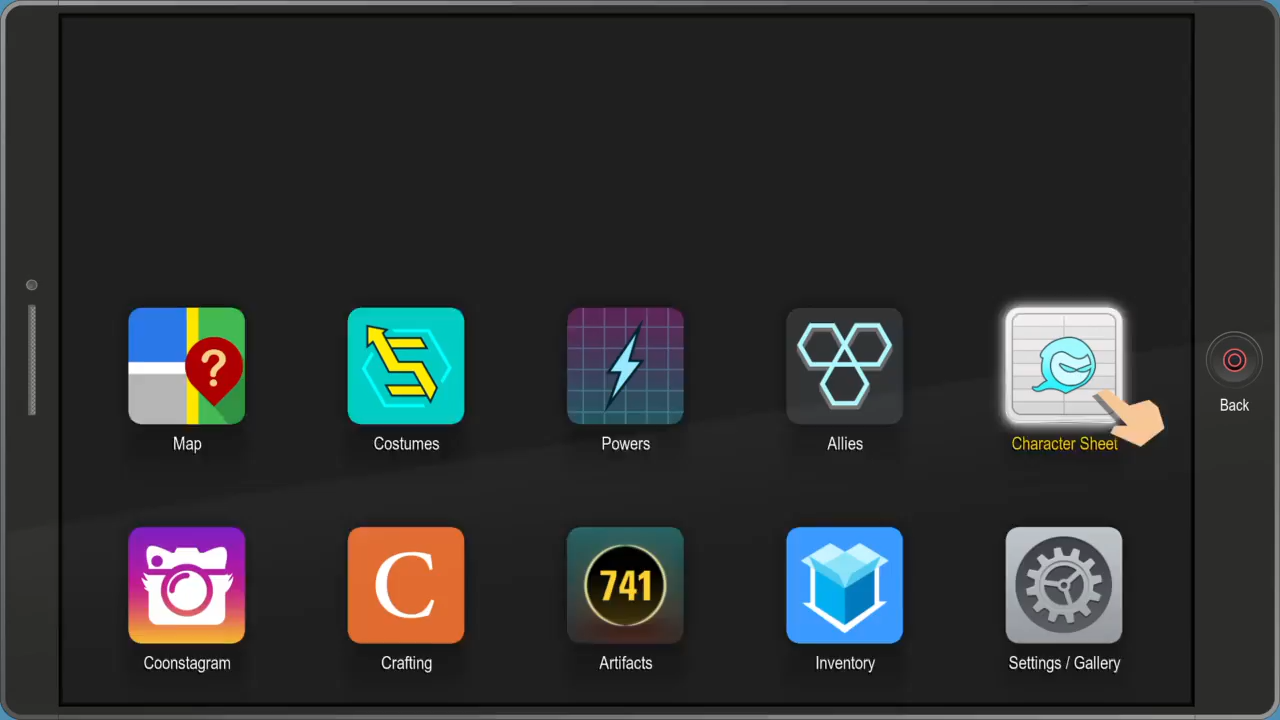 ?
Map
Costumes
Powers
Allies
Character Sheet
Back
Coonstagram
C
Crafting
741
Artifacts
Inventory
Settings / Gallery